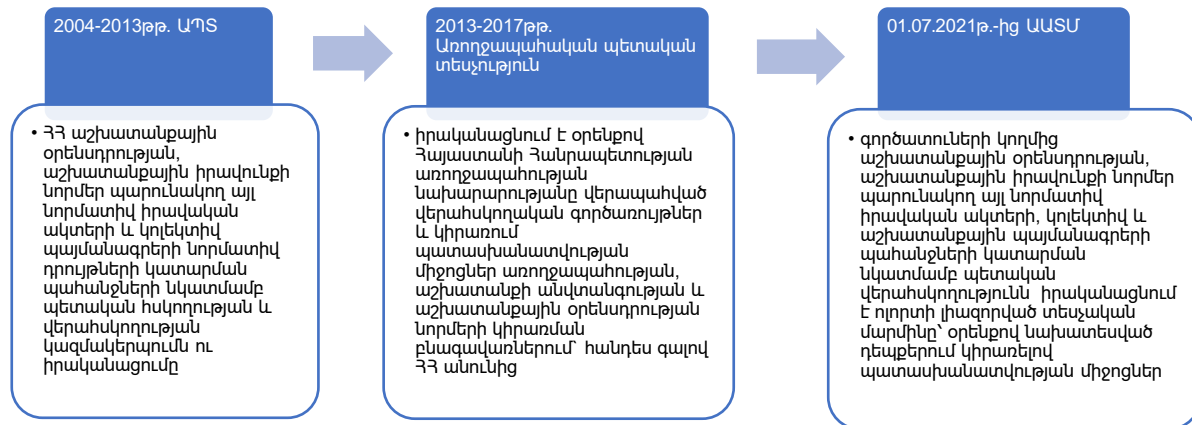 2004-2013թթ. ԱՊՏ
• ՀՀ աշխատանքային
օրենսդրության,
աշխատանքային իրավունքի
նորմեր պարունակող այլ
նորմատիվ իրավական
ակտերի և կոլեկտիվ
պայմանագրերի նորմատիվ
դրույթների կատարման
պահանջների նկատմամբ
պետական հսկողության և
վերահսկողության
կազմակերպումն ու
իրականացումը
2013-2017թթ.
Առողջապահական պետական
տեսչություն
• իրականացնում է օրենքով
Հայաստանի Հանրապետության
առողջապահության
նախարարությանը վերապահված
վերահսկողական գործառույթներ
և կիրառում
պատասխանատվության
միջոցներ առողջապահության,
աշխատանքի անվտանգության և
աշխատանքային օրենսդրության
նորմերի կիրառման
բնագավառներում՝ հանդես գալով
ՀՀ անունից
01.07.2021թ.-ից ԱԱՏՄ
• գործատուների կողմից
աշխատանքային օրենսդրության,
աշխատանքային իրավունքի նորմեր
պարունակող այլ նորմատիվ
իրավական ակտերի, կոլեկտիվ և
աշխատանքային պայմանագրերի
պահանջների կատարման
նկատմամբ պետական
վերահսկողությունն իրականացնում
է ոլորտի լիազորված տեսչական
մարմինը՝ օրենքով նախատեսված
դեպքերում կիրառելով
պատասխանատվության միջոցներ